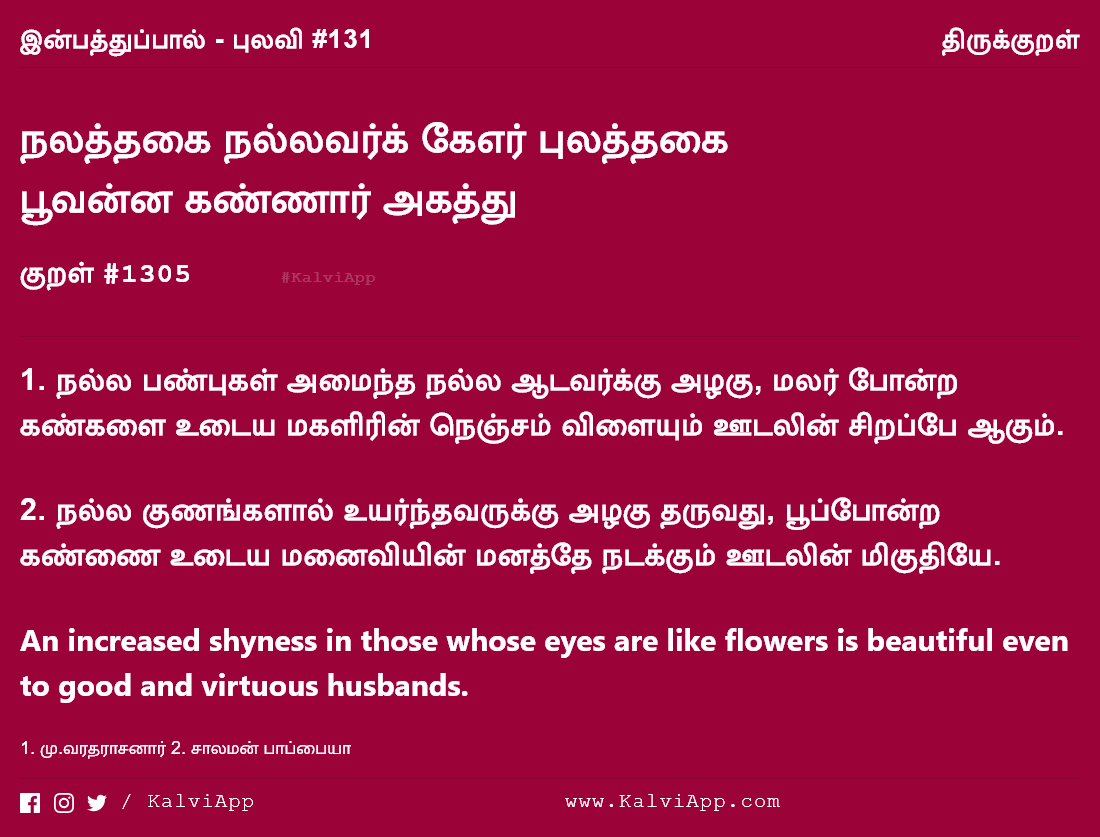 இன்பத்துப்பால் - புலவி #131
திருக்குறள்
நலத்தகை நல்லவர்க் கேஎர் புலத்தகை
பூவன்ன கண்ணார் அகத்து
குறள் #1305
#KalviApp
1. நல்ல பண்புகள் அமைந்த நல்ல ஆடவர்க்கு அழகு, மலர் போன்ற
கண்களை உடைய மகளிரின் நெஞ்சம் விளையும் ஊடலின் சிறப்பே ஆகும்.
2. நல்ல குணங்களால் உயர்ந்தவருக்கு அழகு தருவது, பூப்போன்ற
கண்ணை உடைய மனைவியின் மனத்தே நடக்கும் ஊடலின் மிகுதியே.
An increased shyness in those whose eyes are like flowers is beautiful even
to good and virtuous husbands.
1. மு.வரதராசனார் 2. சாலமன் பாப்பையா
/ KalviApp
www.KalviApp.com